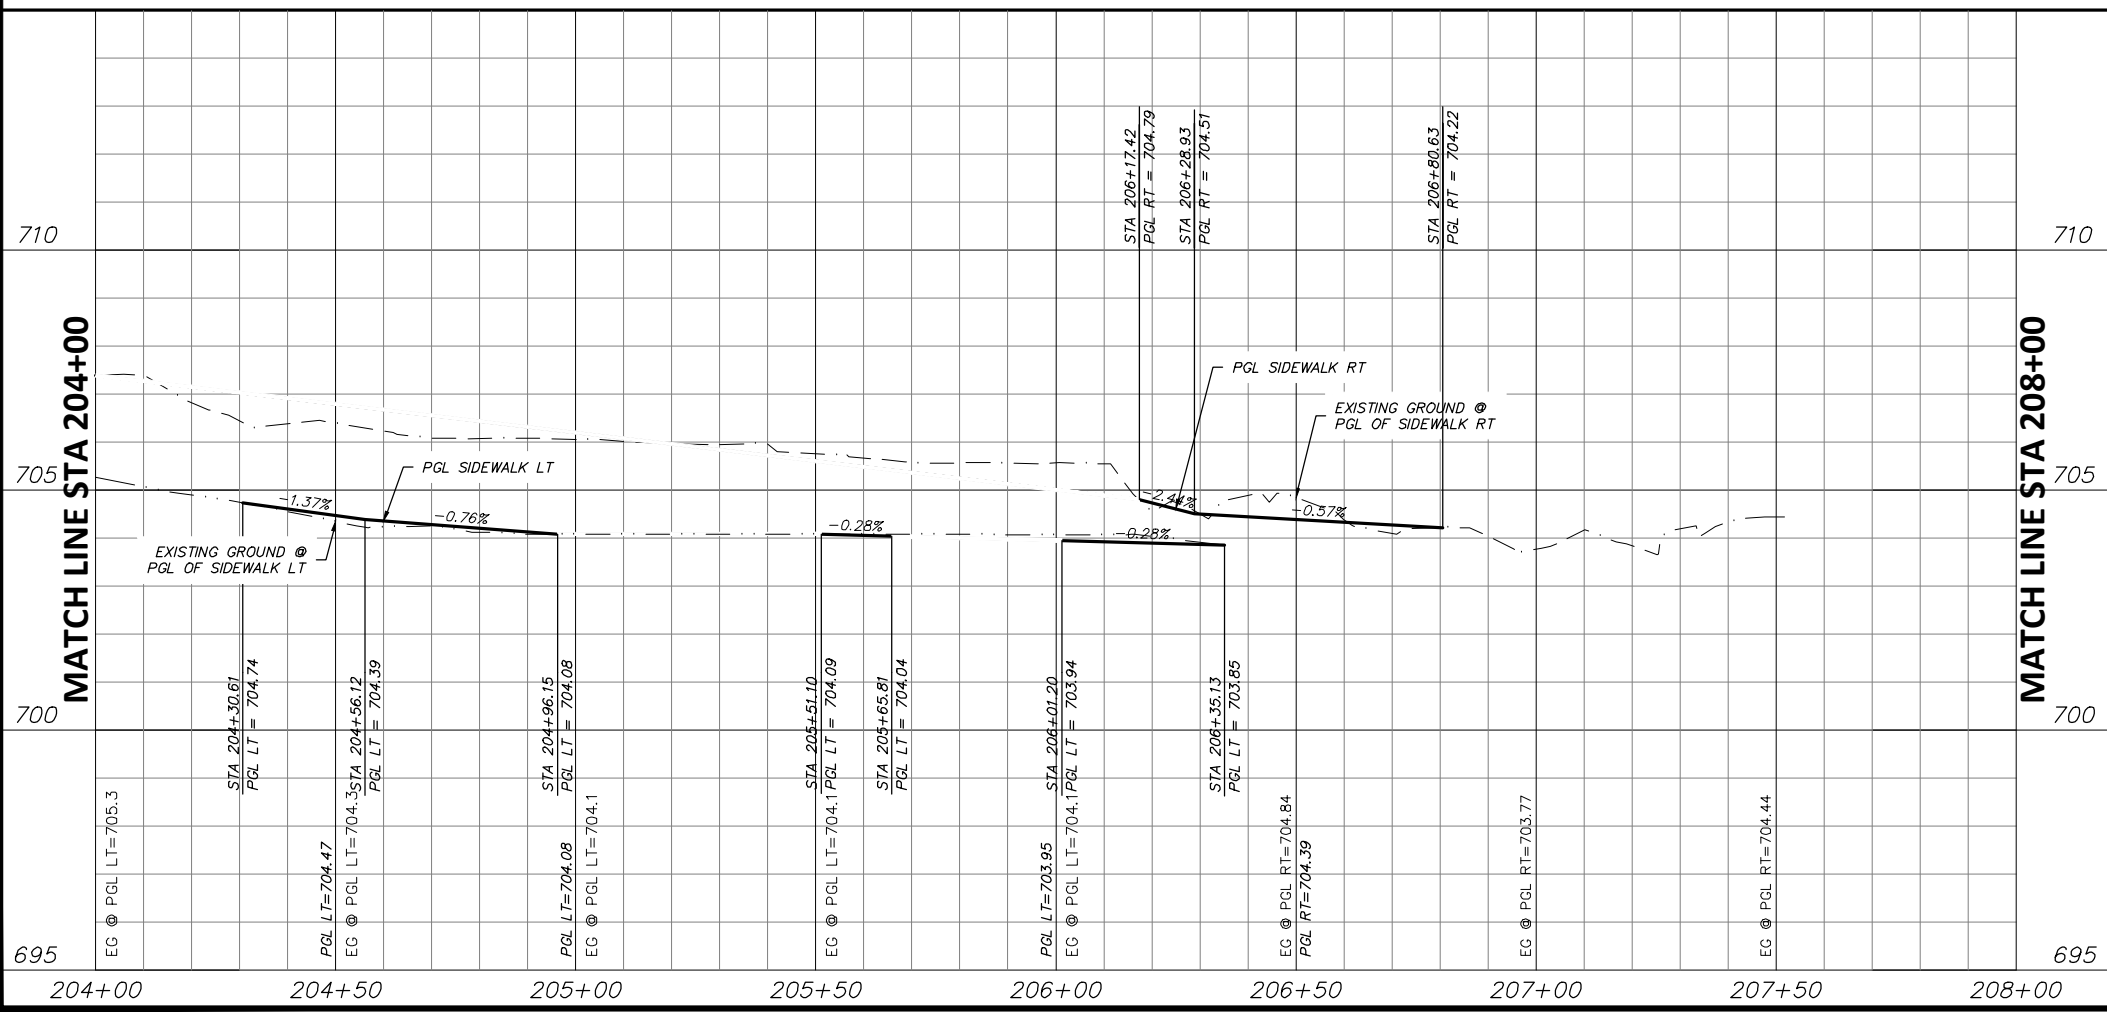 STA 206+17.42
PGL RT = 704.79
STA 206+28.93
PGL RT = 704.51
STA 206+80.63
PGL RT = 704.22
710
710
MATCH LINE STA 204+00
MATCH LINE STA 208+00
PGL SIDEWALK RT
EXISTING GROUND @
PGL OF SIDEWALK RT
PGL SIDEWALK LT
705
705
-1.37%
-0.76%
-0.28%
-2.44%
-0.57%
-0.28%
EXISTING GROUND @
PGL OF SIDEWALK LT
STA 204+30.61
PGL LT = 704.74
STA 204+56.12
PGL LT = 704.39
STA 204+96.15
PGL LT = 704.08
STA 205+51.10
PGL LT = 704.09
STA 205+65.81
PGL LT = 704.04
STA 206+01.20
PGL LT = 703.94
STA 206+35.13
PGL LT = 703.85
700
700
EG @ PGL LT=705.3
PGL LT=704.47
EG @ PGL LT=704.3
PGL LT=704.08
EG @ PGL LT=704.1
EG @ PGL LT=704.1
PGL LT=703.95
EG @ PGL LT=704.1
EG @ PGL RT=704.84
PGL RT=704.39
EG @ PGL RT=703.77
EG @ PGL RT=704.44
695
695
204+00
204+50
205+00
205+50
206+00
206+50
207+00
207+50
208+00